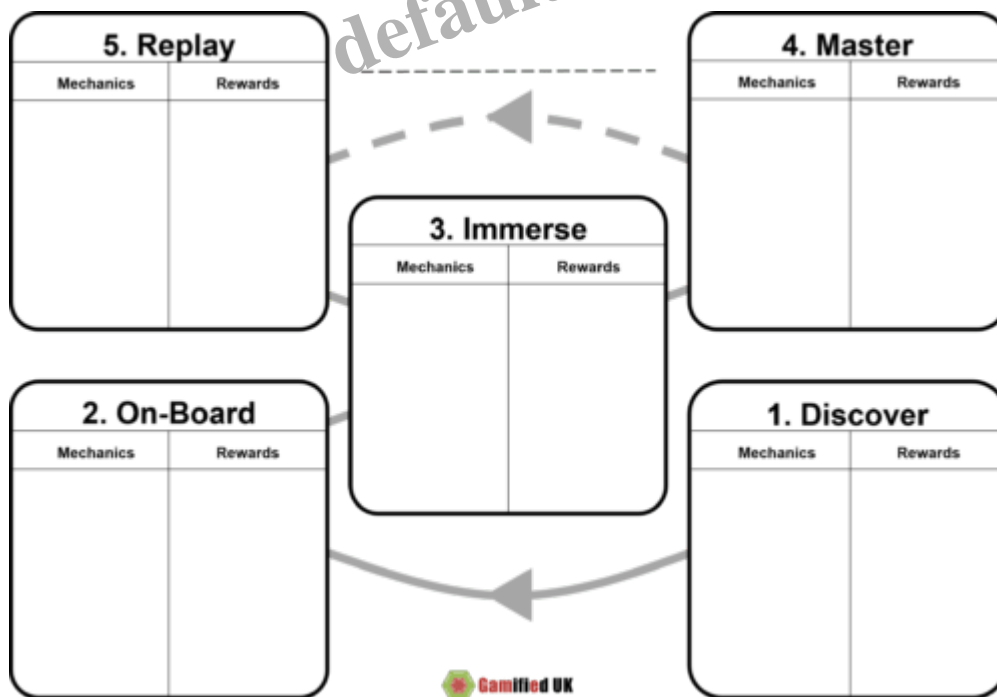 default
5. Replay
Mechanics Rewards
4. Master
Mechanics Rewards
3. Immerse
Mechanics Rewards
2. On-Board
Mechanics Rewards
1. Discover
Mechanics Rewards
Gamified UK